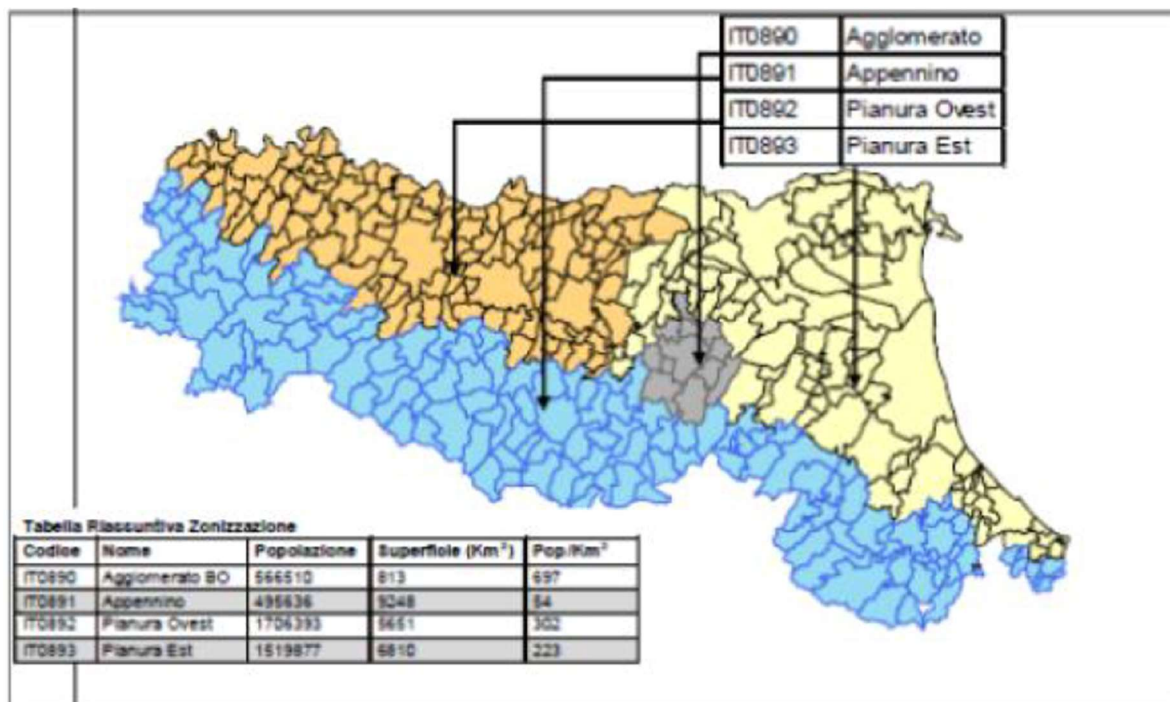 IT0890 Agglomerato
IT0891 Appennino
IT0892 Pianura Ovest
IT0893 Pianura Est
Tabella Riassuntiva Zonizzazione
Codice Nome Popolazione Superficie (Km²) Pop/Km²
IT0890 Agglomerato BO 566510 813 697
IT0891 Appennino 495636 9248 54
IT0892 Pianura Ovest 1706393 5651 302
IT0893 Pianura Est 1519877 6810 223